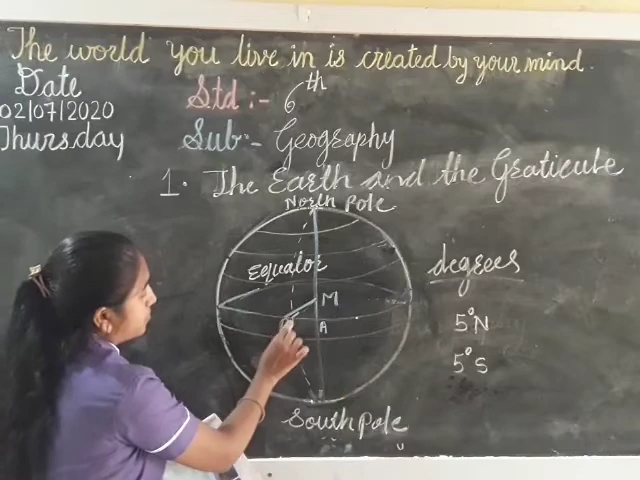 The world you live in is created by your mind.
Date
02/07/2020
Thursday
Std :- 6th
Sub :- Geography
1. The Earth and the Graticule
North Pole
Equator
M
A
South Pole
degrees
5°N
5°S